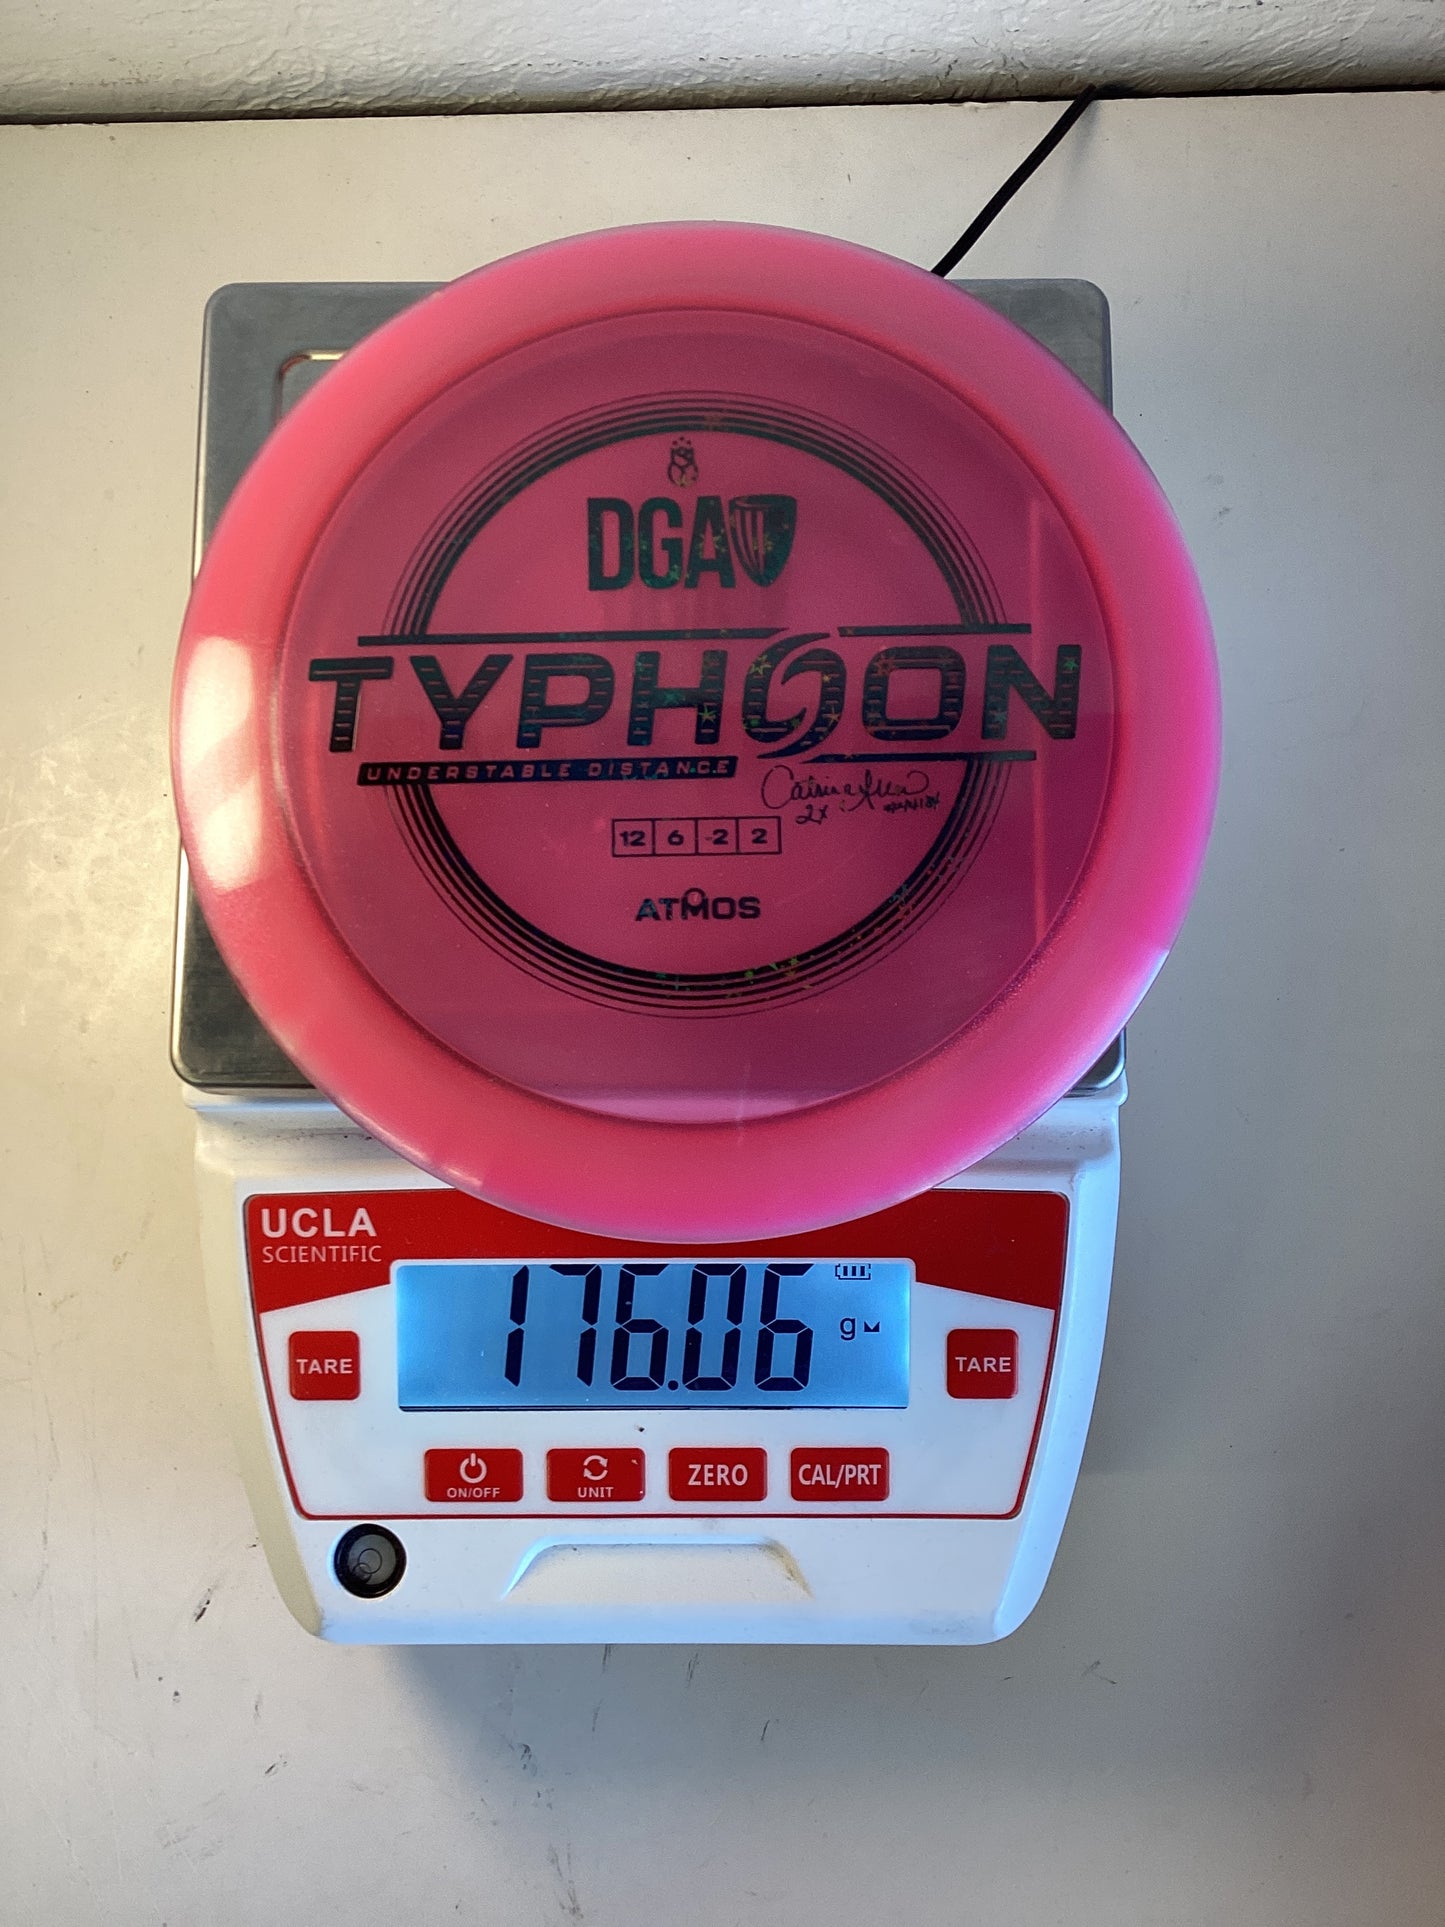 DGA
TYPHOON
UNDERSTABLE DISTANCE
2x
12 6 -2 2
ATMOS
UCLA
SCIENTIFIC
176.06 g
TARE
TARE
ON/OFF
UNIT
ZERO
CAL/PRT